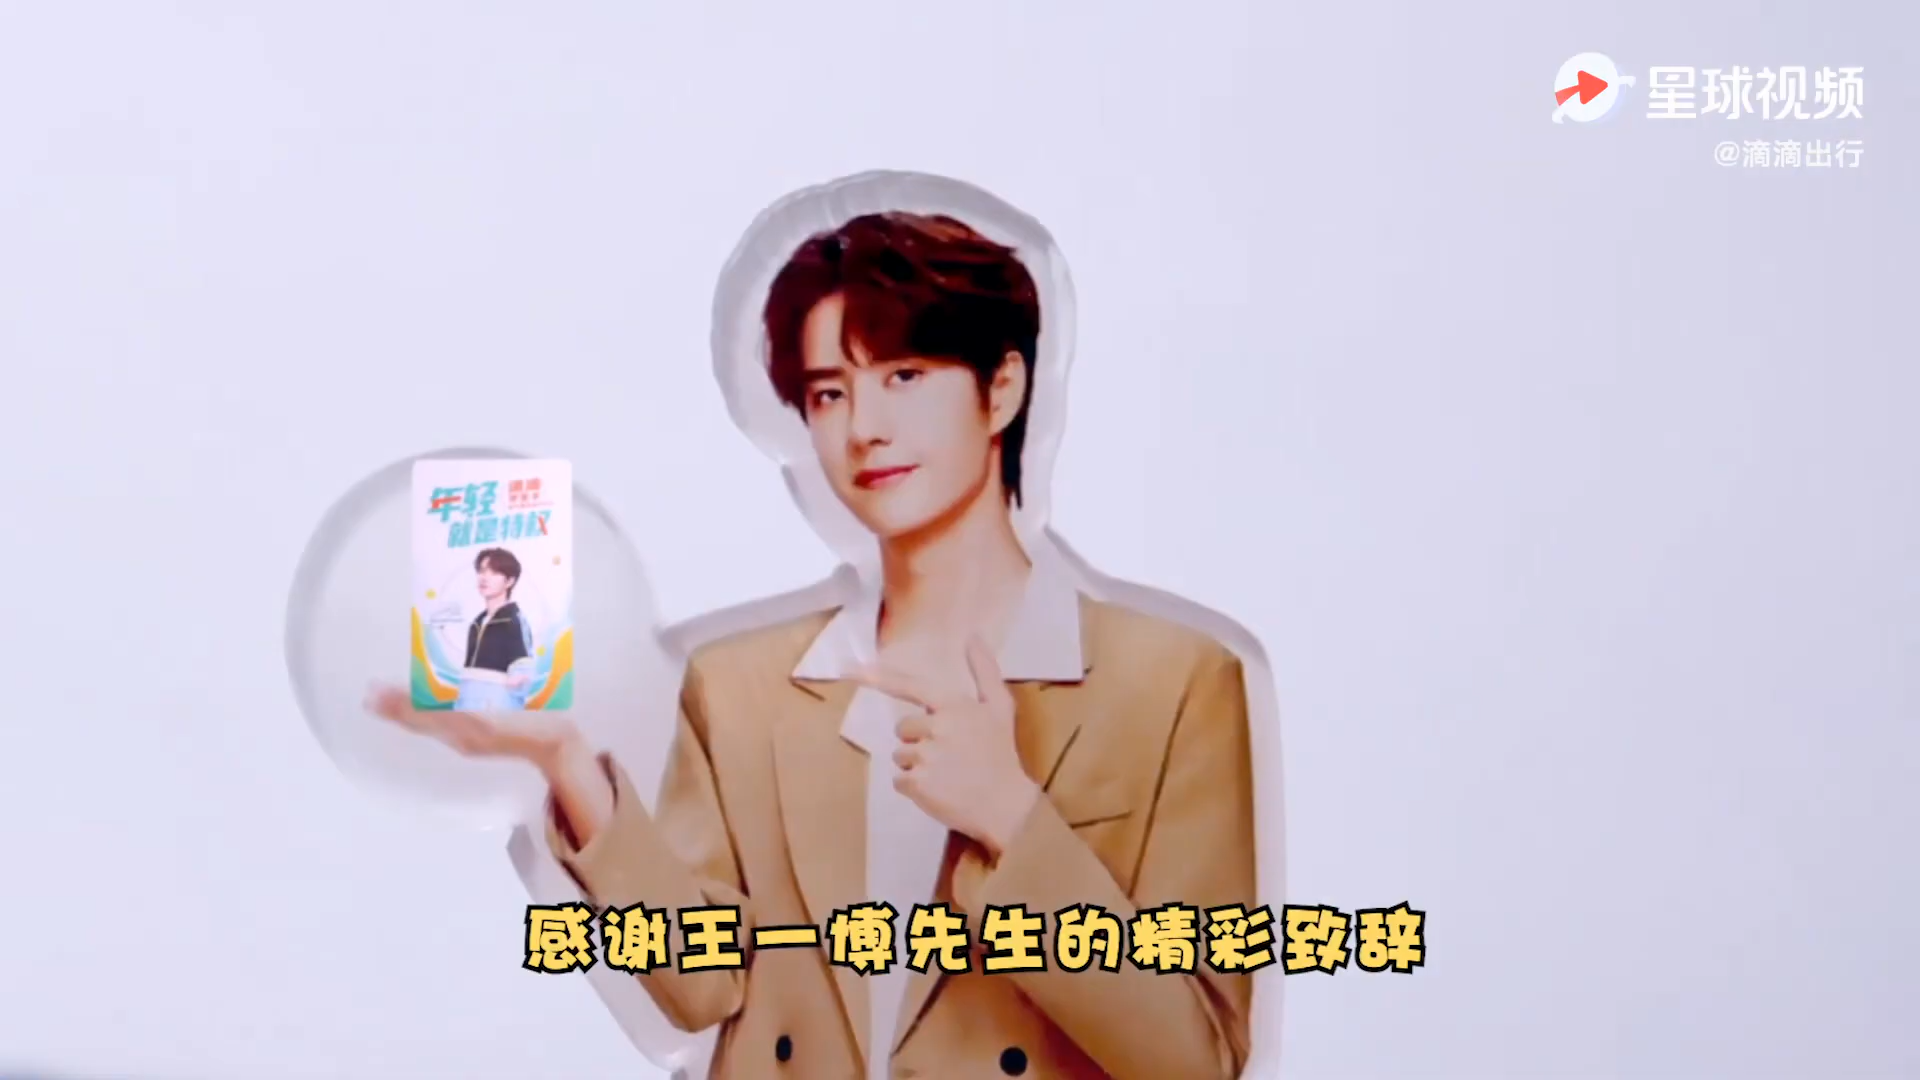 星球视频
@滴滴出行
年轻
就是特权
感谢王一博先生的精彩致辞